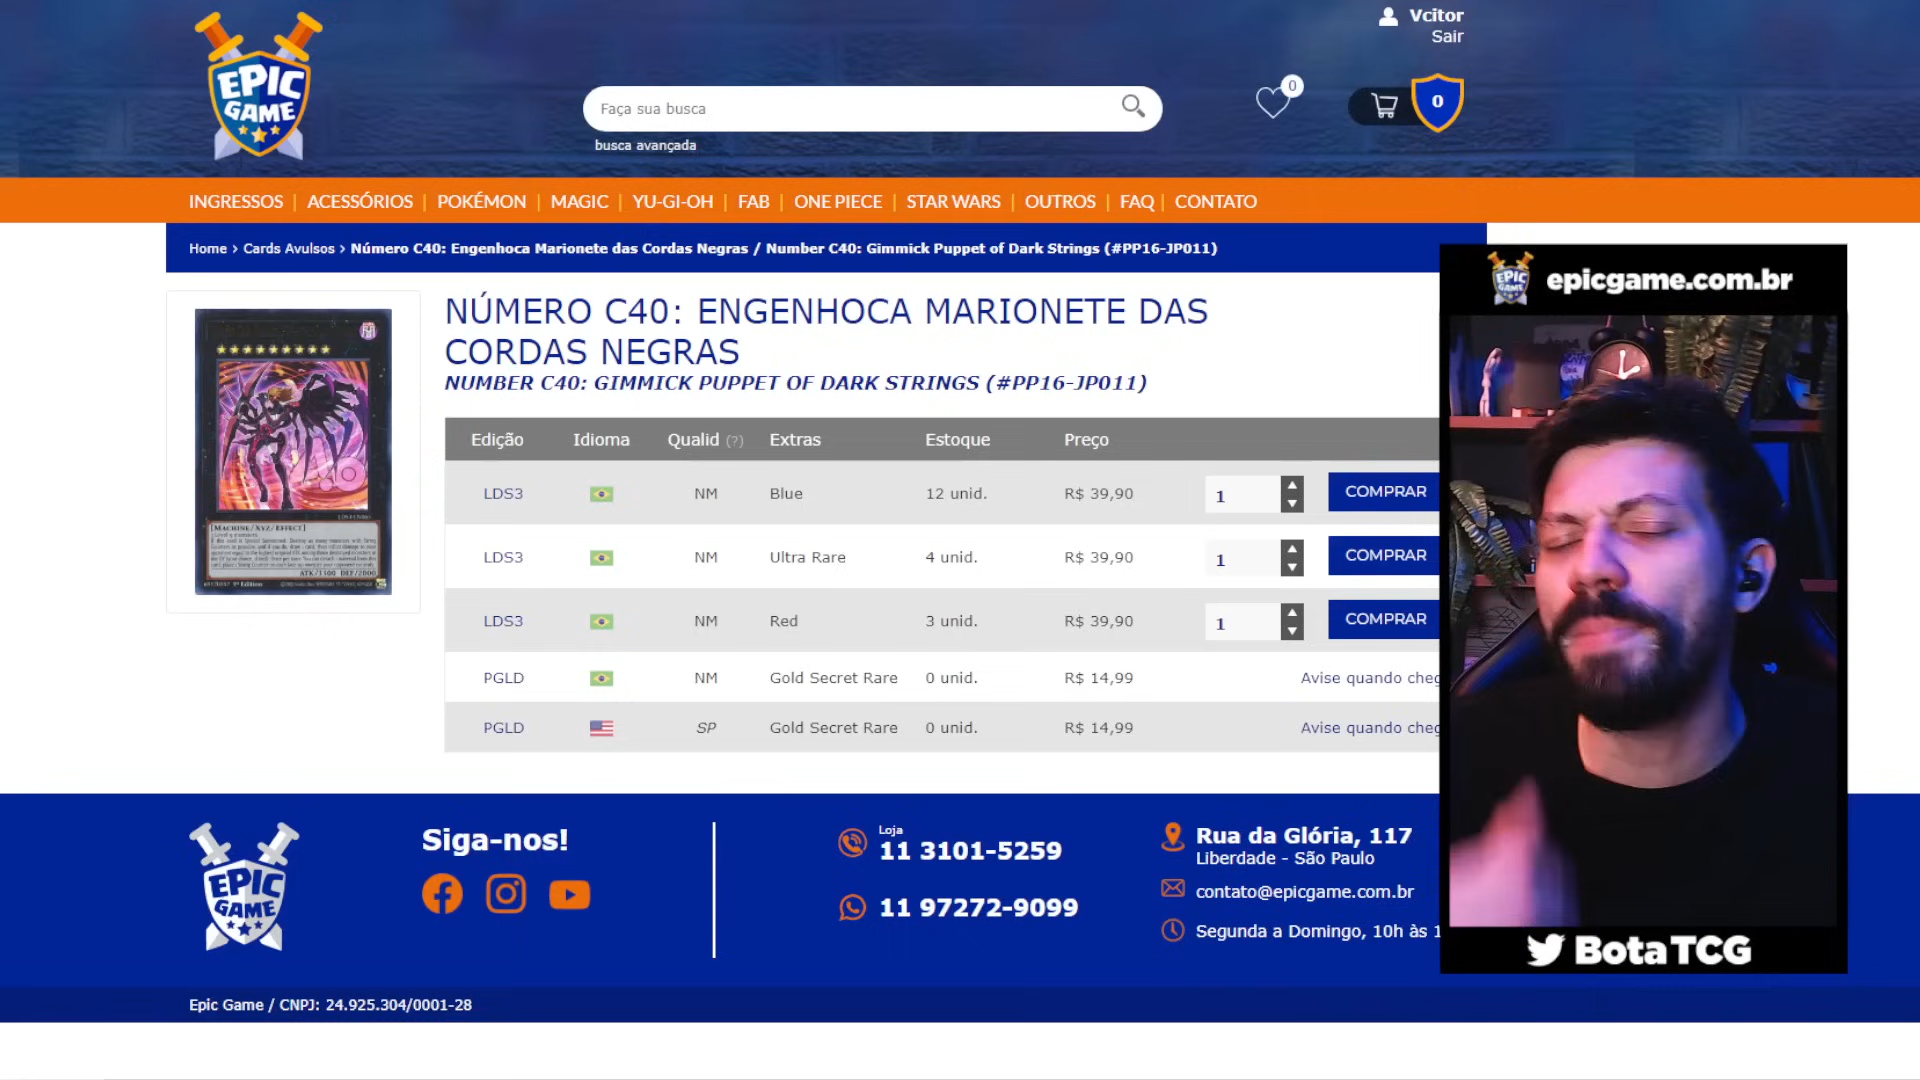 Vcitor
Sair
EPIC
GAME
Faça sua busca
busca avançada
0
0
INGRESSOS | ACESSÓRIOS | POKÉMON | MAGIC | YU-GI-OH | FAB | ONE PIECE | STAR WARS | OUTROS | FAQ | CONTATO
Home › Cards Avulsos › Número C40: Engenhoca Marionete das Cordas Negras / Number C40: Gimmick Puppet of Dark Strings (#PP16-JP011)
EPIC GAME
epicgame.com.br
NÚMERO C40: ENGENHOCA MARIONETE DAS
CORDAS NEGRAS
NUMBER C40: GIMMICK PUPPET OF DARK STRINGS (#PP16-JP011)
[MACHINE/XYZ/EFFECT]
Edição Idioma Qualid (?) Extras Estoque Preço
LDS3 NM Blue 12 unid. R$ 39,90 1 COMPRAR
LDS3 NM Ultra Rare 4 unid. R$ 39,90 1 COMPRAR
LDS3 NM Red 3 unid. R$ 39,90 1 COMPRAR
PGLD NM Gold Secret Rare 0 unid. R$ 14,99 Avise quando cheg
PGLD SP Gold Secret Rare 0 unid. R$ 14,99 Avise quando cheg
EPIC
GAME
Siga-nos!
Loja
11 3101-5259
11 97272-9099
Rua da Glória, 117
Liberdade - São Paulo
contato@epicgame.com.br
Segunda a Domingo, 10h às 1
BotaTCG
Epic Game / CNPJ: 24.925.304/0001-28